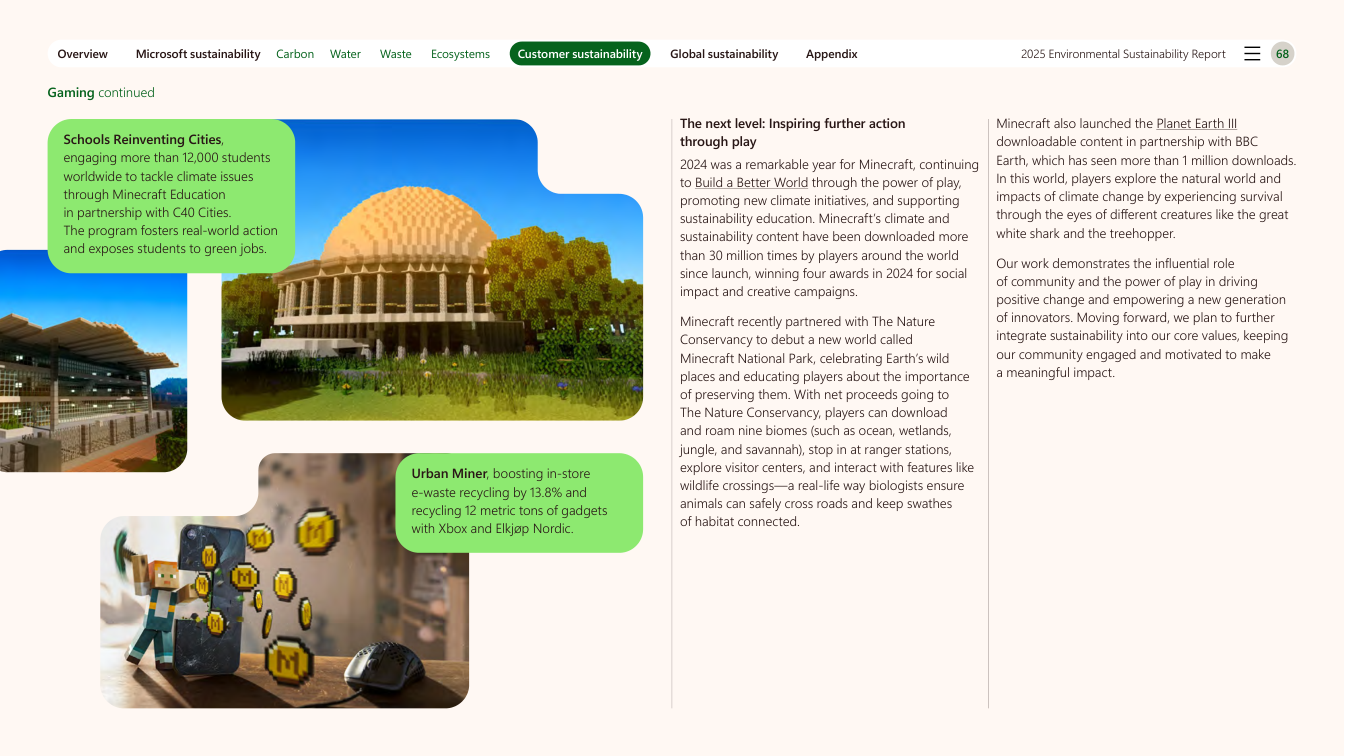 Overview Microsoft sustainability Carbon Water Waste Ecosystems Customer sustainability Global sustainability Appendix 2025 Environmental Sustainability Report 68
Gaming continued
Schools Reinventing Cities,
engaging more than 12,000 students
worldwide to tackle climate issues
through Minecraft Education
in partnership with C40 Cities.
The program fosters real-world action
and exposes students to green jobs.
Urban Miner, boosting in-store
e-waste recycling by 13.8% and
recycling 12 metric tons of gadgets
with Xbox and Elkjøp Nordic.
The next level: Inspiring further action
through play
2024 was a remarkable year for Minecraft, continuing
to Build a Better World through the power of play,
promoting new climate initiatives, and supporting
sustainability education. Minecraft’s climate and
sustainability content have been downloaded more
than 30 million times by players around the world
since launch, winning four awards in 2024 for social
impact and creative campaigns.
Minecraft recently partnered with The Nature
Conservancy to debut a new world called
Minecraft National Park, celebrating Earth’s wild
places and educating players about the importance
of preserving them. With net proceeds going to
The Nature Conservancy, players can download
and roam nine biomes (such as ocean, wetlands,
jungle, and savannah), stop in at ranger stations,
explore visitor centers, and interact with features like
wildlife crossings—a real-life way biologists ensure
animals can safely cross roads and keep swathes
of habitat connected.
Minecraft also launched the Planet Earth III
downloadable content in partnership with BBC
Earth, which has seen more than 1 million downloads.
In this world, players explore the natural world and
impacts of climate change by experiencing survival
through the eyes of different creatures like the great
white shark and the treehopper.
Our work demonstrates the influential role
of community and the power of play in driving
positive change and empowering a new generation
of innovators. Moving forward, we plan to further
integrate sustainability into our core values, keeping
our community engaged and motivated to make
a meaningful impact.